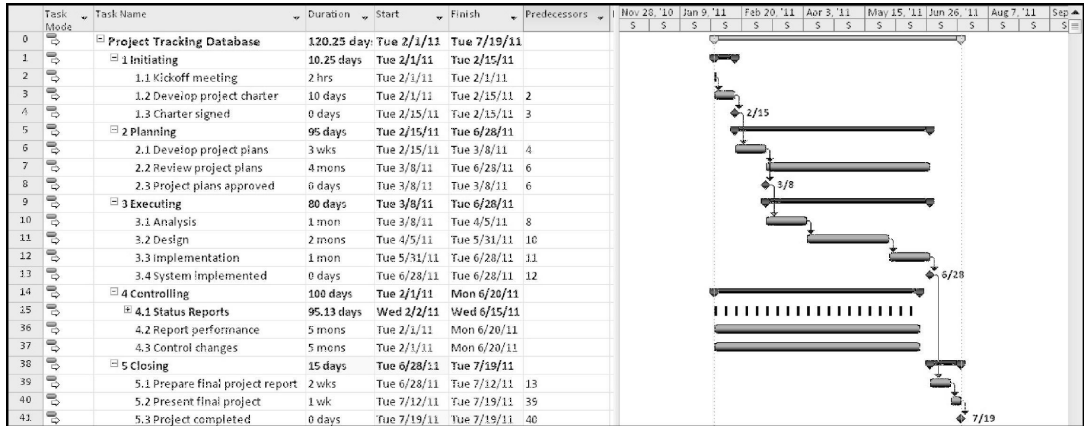 Task Mode Task Name Duration Start Finish Predecessors Nov 28, '10 Jan 9, '11 Feb 20, '11 Apr 3, '11 May 15, '11 Jun 26, '11 Aug 7, '11 Sep
S S S S S S S S S S S S S S S
0 Project Tracking Database 120.25 day: Tue 2/1/11 Tue 7/19/11
1 1 Initiating 10.25 days Tue 2/1/11 Tue 2/15/11
2 1.1 Kickoff meeting 2 hrs Tue 2/1/11 Tue 2/1/11
3 1.2 Develop project charter 10 days Tue 2/1/11 Tue 2/15/11 2
4 1.3 Charter signed 0 days Tue 2/15/11 Tue 2/15/11 3 2/15
5 2 Planning 95 days Tue 2/15/11 Tue 6/28/11
6 2.1 Develop project plans 3 wks Tue 2/15/11 Tue 3/8/11 4
7 2.2 Review project plans 4 mons Tue 3/8/11 Tue 6/28/11 6
8 2.3 Project plans approved 0 days Tue 3/8/11 Tue 3/8/11 6 3/8
9 3 Executing 80 days Tue 3/8/11 Tue 6/28/11
10 3.1 Analysis 1 mon Tue 3/8/11 Tue 4/5/11 8
11 3.2 Design 2 mons Tue 4/5/11 Tue 5/31/11 10
12 3.3 Implementation 1 mon Tue 5/31/11 Tue 6/28/11 11
13 3.4 System implemented 0 days Tue 6/28/11 Tue 6/28/11 12 6/28
14 4 Controlling 100 days Tue 2/1/11 Mon 6/20/11
15 4.1 Status Reports 95.13 days Wed 2/2/11 Wed 6/15/11
36 4.2 Report performance 5 mons Tue 2/1/11 Mon 6/20/11
37 4.3 Control changes 5 mons Tue 2/1/11 Mon 6/20/11
38 5 Closing 15 days Tue 6/28/11 Tue 7/19/11
39 5.1 Prepare final project report 2 wks Tue 6/28/11 Tue 7/12/11 13
40 5.2 Present final project 1 wk Tue 7/12/11 Tue 7/19/11 39
41 5.3 Project completed 0 days Tue 7/19/11 Tue 7/19/11 40 7/19